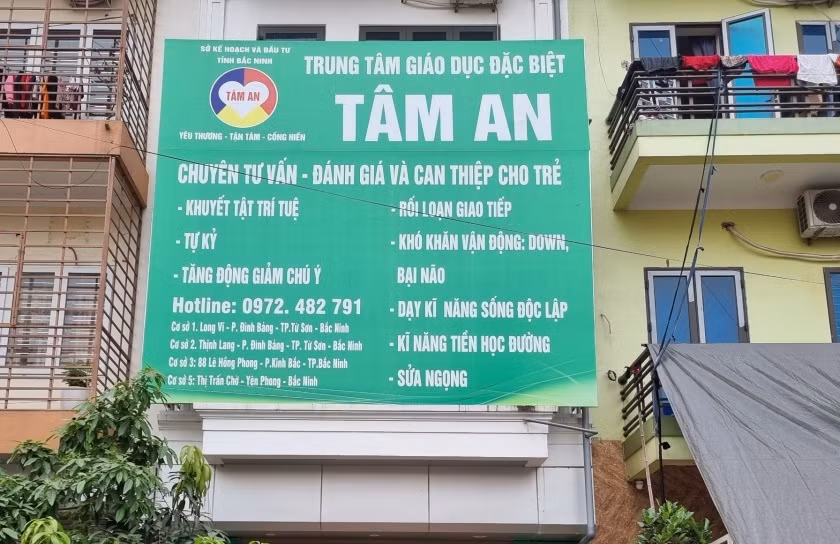 SỞ KẾ HOẠCH VÀ ĐẦU TƯ
TỈNH BẮC NINH
TÂM AN
YÊU THƯƠNG - TẬN TÂM - CỐNG HIẾN
TRUNG TÂM GIÁO DỤC ĐẶC BIỆT
TÂM AN
CHUYÊN TƯ VẤN - ĐÁNH GIÁ VÀ CAN THIỆP CHO TRẺ
- KHUYẾT TẬT TRÍ TUỆ
- TỰ KỶ
- TĂNG ĐỘNG GIẢM CHÚ Ý
Hotline: 0972. 482 791
Cơ sở 1. Long Vĩ - P. Đình Bảng - TP.Từ Sơn - Bắc Ninh
Cơ sở 2. Thịnh Lang - P. Đình Bảng - TP. Từ Sơn - Bắc Ninh
Cơ sở 3: 88 Lê Hồng Phong - P.Kinh Bắc - TP.Bắc Ninh
Cơ sở 5: Thị Trấn Chờ - Yên Phong - Bắc Ninh
- RỐI LOẠN GIAO TIẾP
- KHÓ KHĂN VẬN ĐỘNG: DOWN,
BẠI NÃO
- DẠY KĨ NĂNG SỐNG ĐỘC LẬP
- KĨ NĂNG TIỀN HỌC ĐƯỜNG
- SỬA NGỌNG